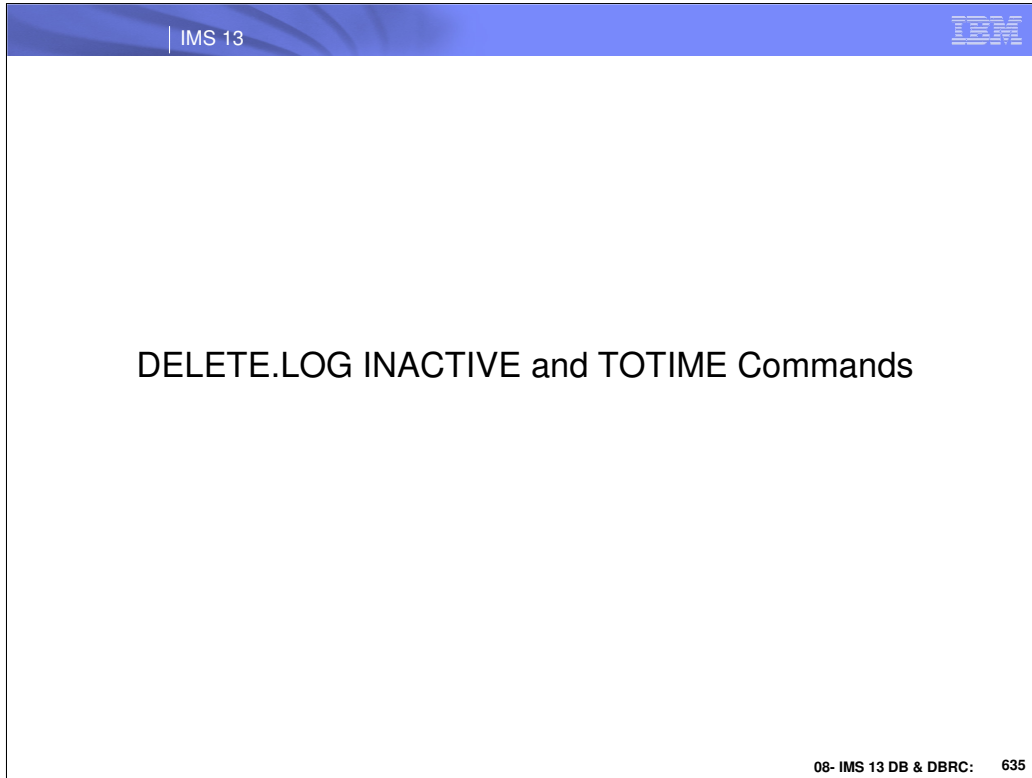 IMS 13
IBM
DELETE.LOG INACTIVE and TOTIME Commands
08- IMS 13 DB & DBRC: 635